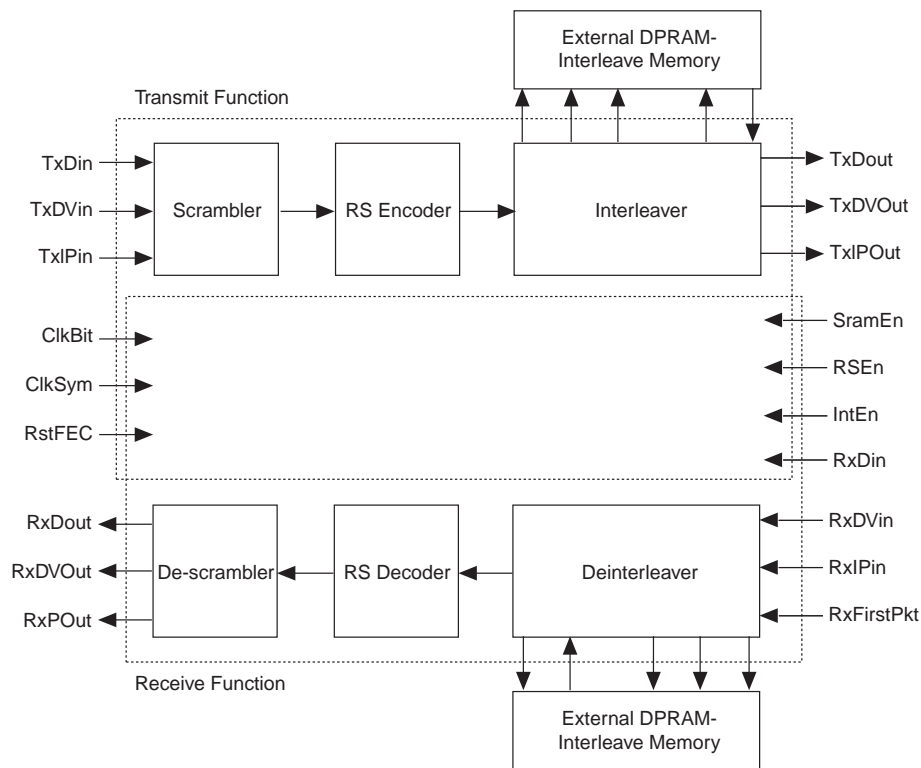 External DPRAM-
Interleave Memory
Transmit Function
TxDin
TxDVin
TxIPin
Scrambler
RS Encoder
Interleaver
TxDout
TxDVOut
TxIPOut
ClkBit
ClkSym
RstFEC
SramEn
RSEn
IntEn
RxDin
RxDout
RxDVOut
RxPOut
De-scrambler
RS Decoder
Deinterleaver
RxDVin
RxIPin
RxFirstPkt
Receive Function
External DPRAM-
Interleave Memory